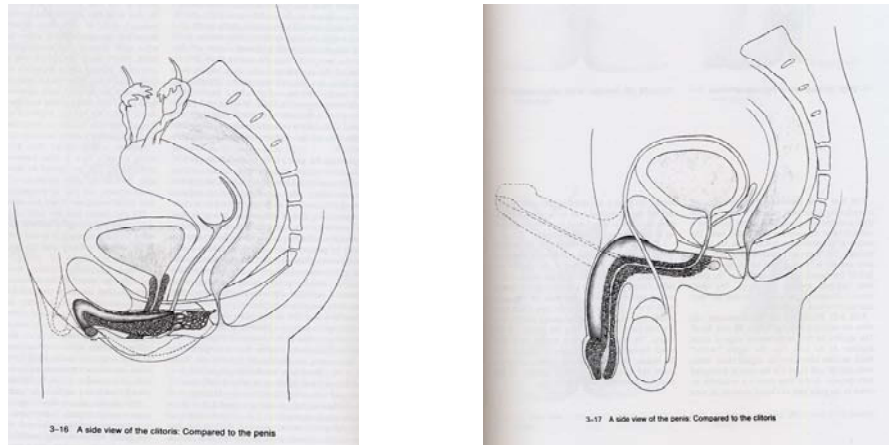 3–16 A side view of the clitoris: Compared to the penis
3–17 A side view of the penis: Compared to the clitoris